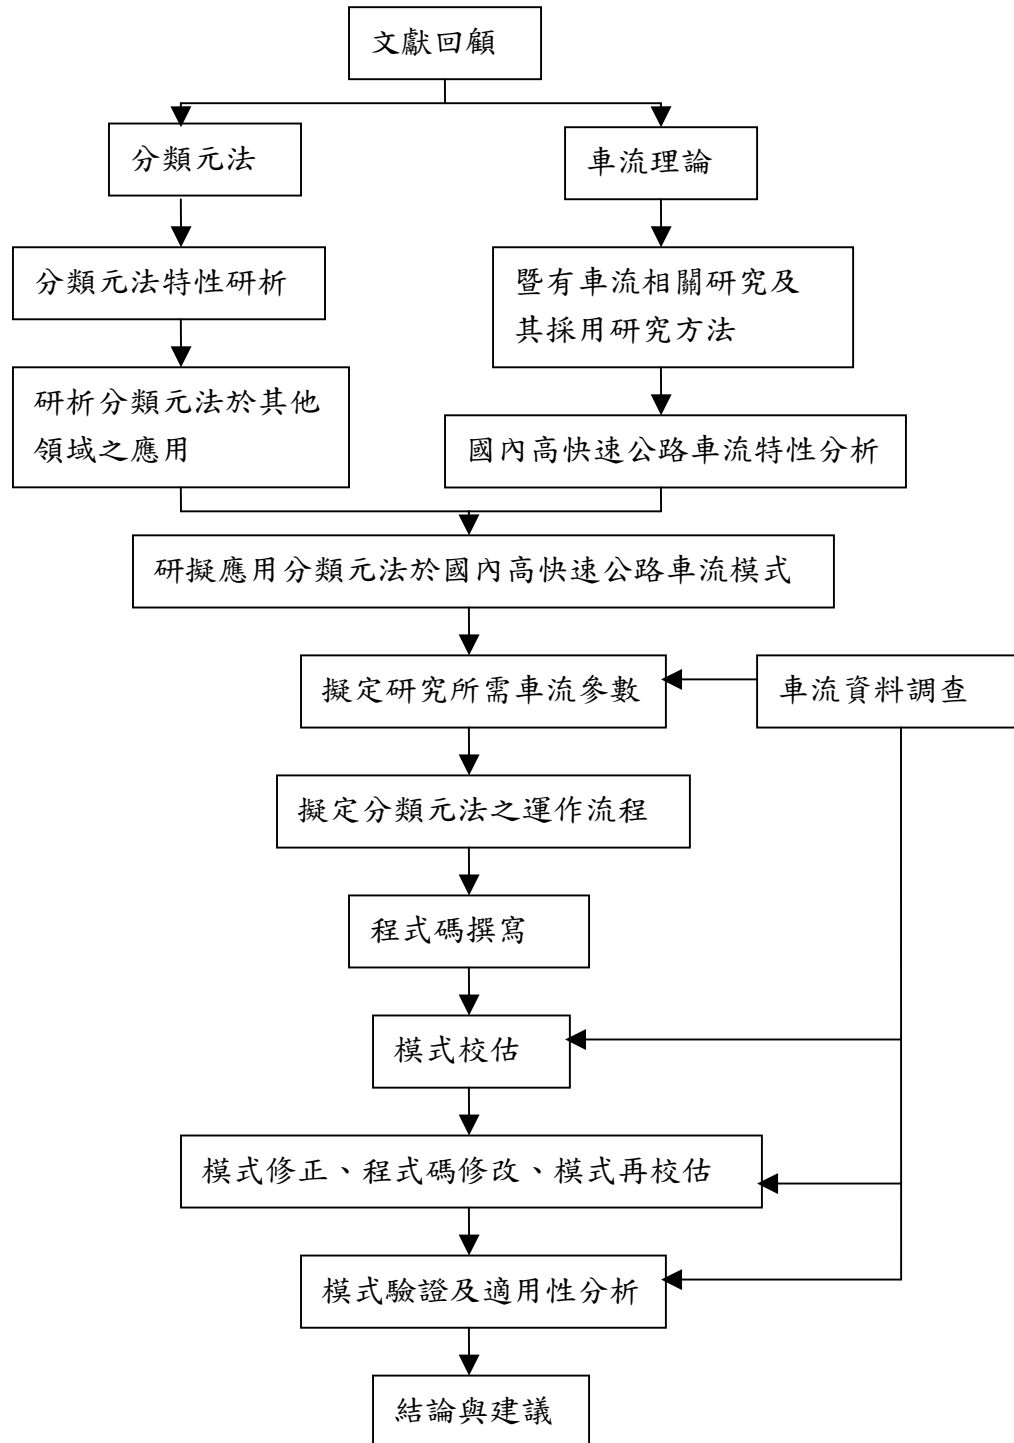 文獻回顧
分類元法
車流理論
分類元法特性研析
暨有車流相關研究及
其採用研究方法
研析分類元法於其他
領域之應用
國內高快速公路車流特性分析
研擬應用分類元法於國內高快速公路車流模式
擬定研究所需車流參數
車流資料調查
擬定分類元法之運作流程
程式碼撰寫
模式校估
模式修正、程式碼修改、模式再校估
模式驗證及適用性分析
結論與建議